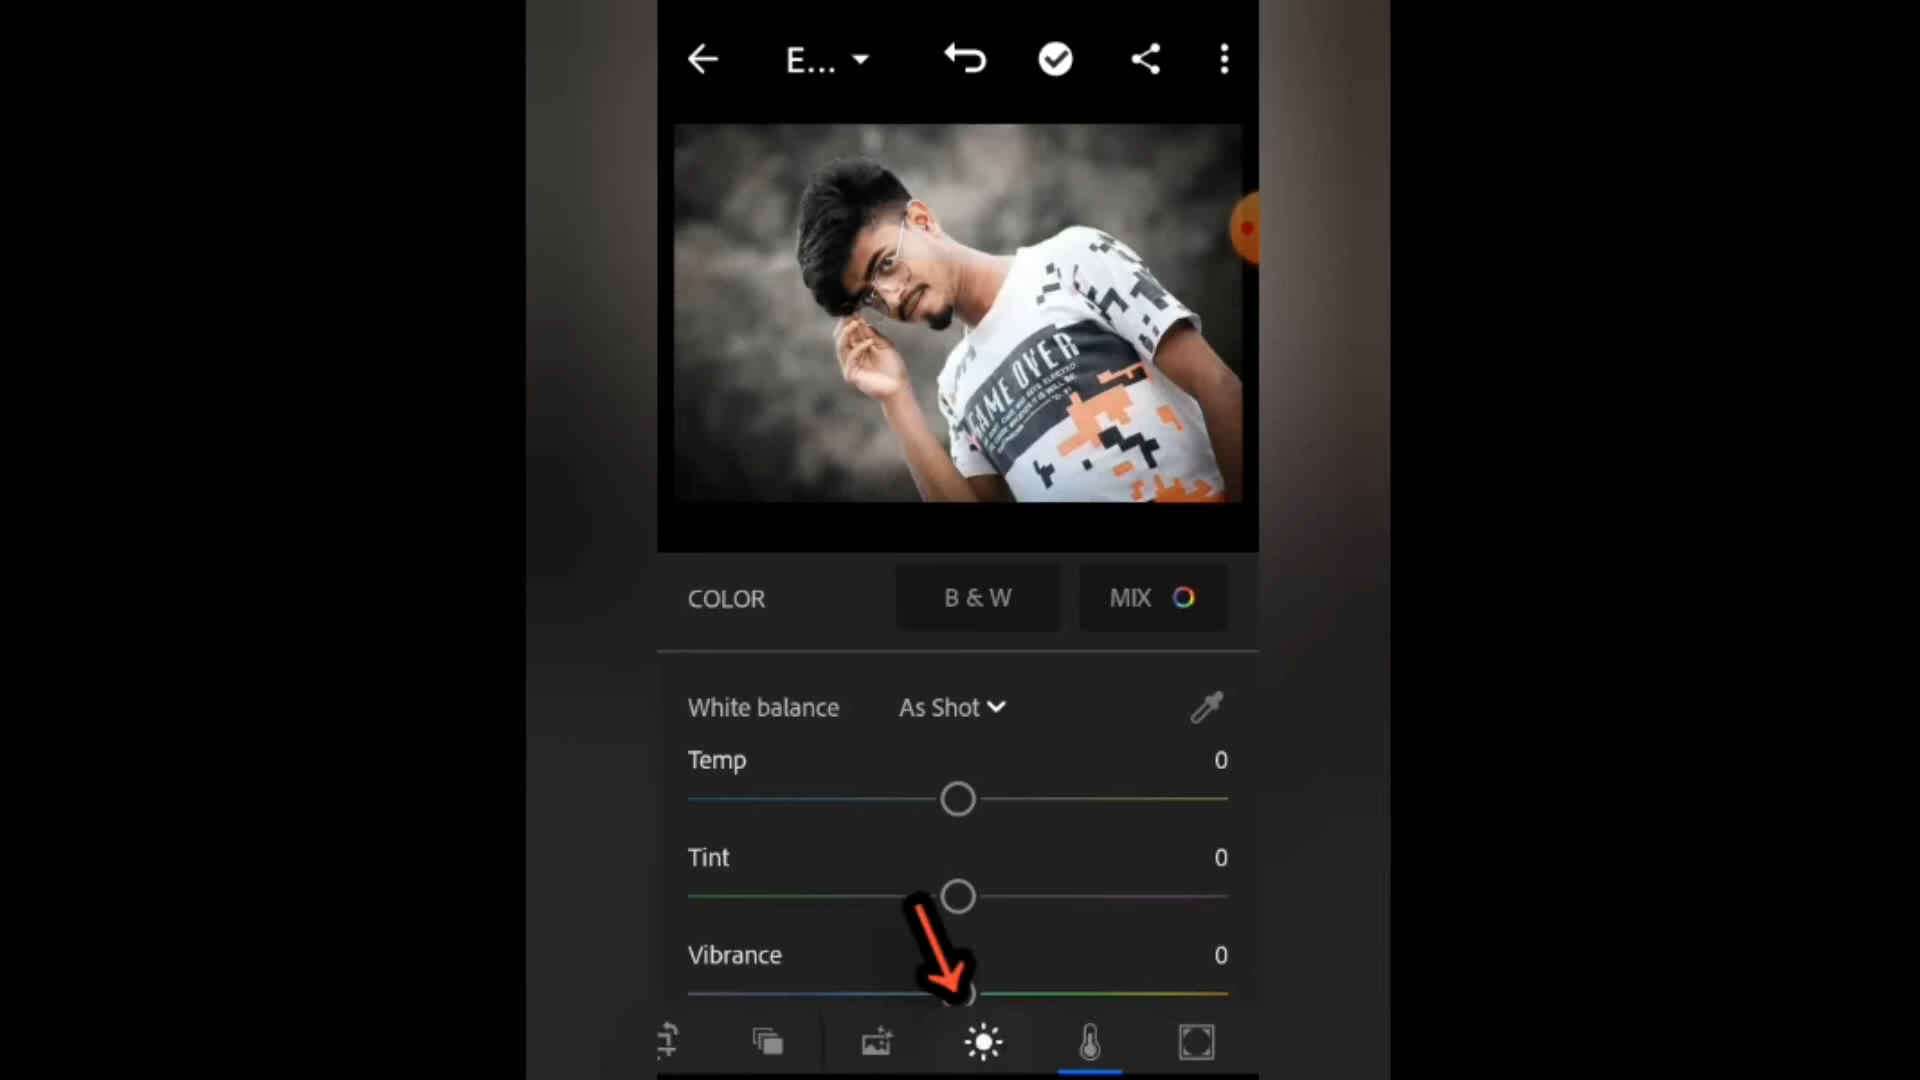 E...
GAME OVER
COLOR
B & W
MIX
White balance
As Shot
Temp
0
Tint
0
Vibrance
0